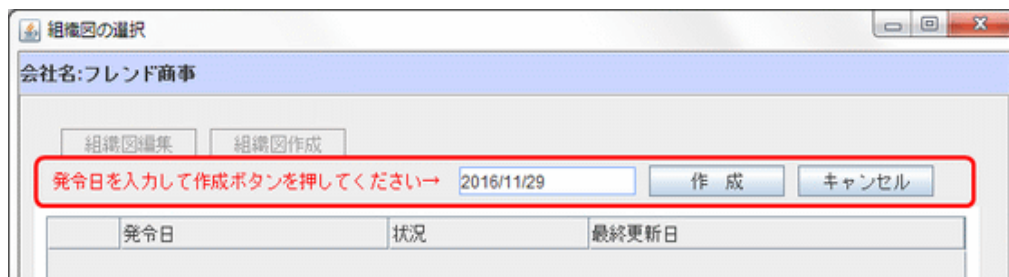 組織図の選択
会社名:フレンド商事
組織図編集 組織図作成
発令日を入力して作成ボタンを押してください→ 2016/11/29 作 成 キャンセル
発令日 状況 最終更新日